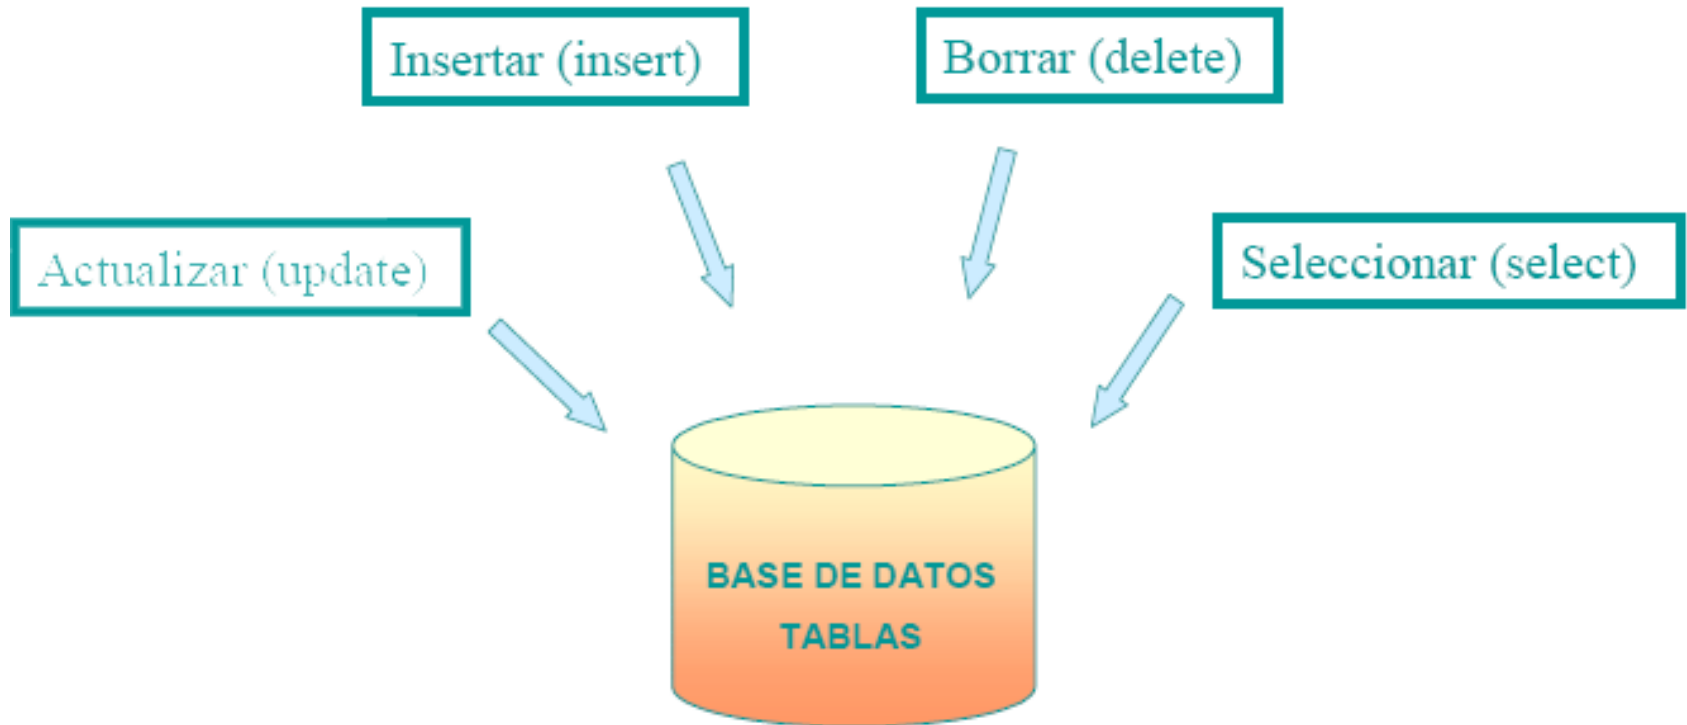 Insertar (insert)
Borrar (delete)
Actualizar (update)
Seleccionar (select)
BASE DE DATOS
TABLAS